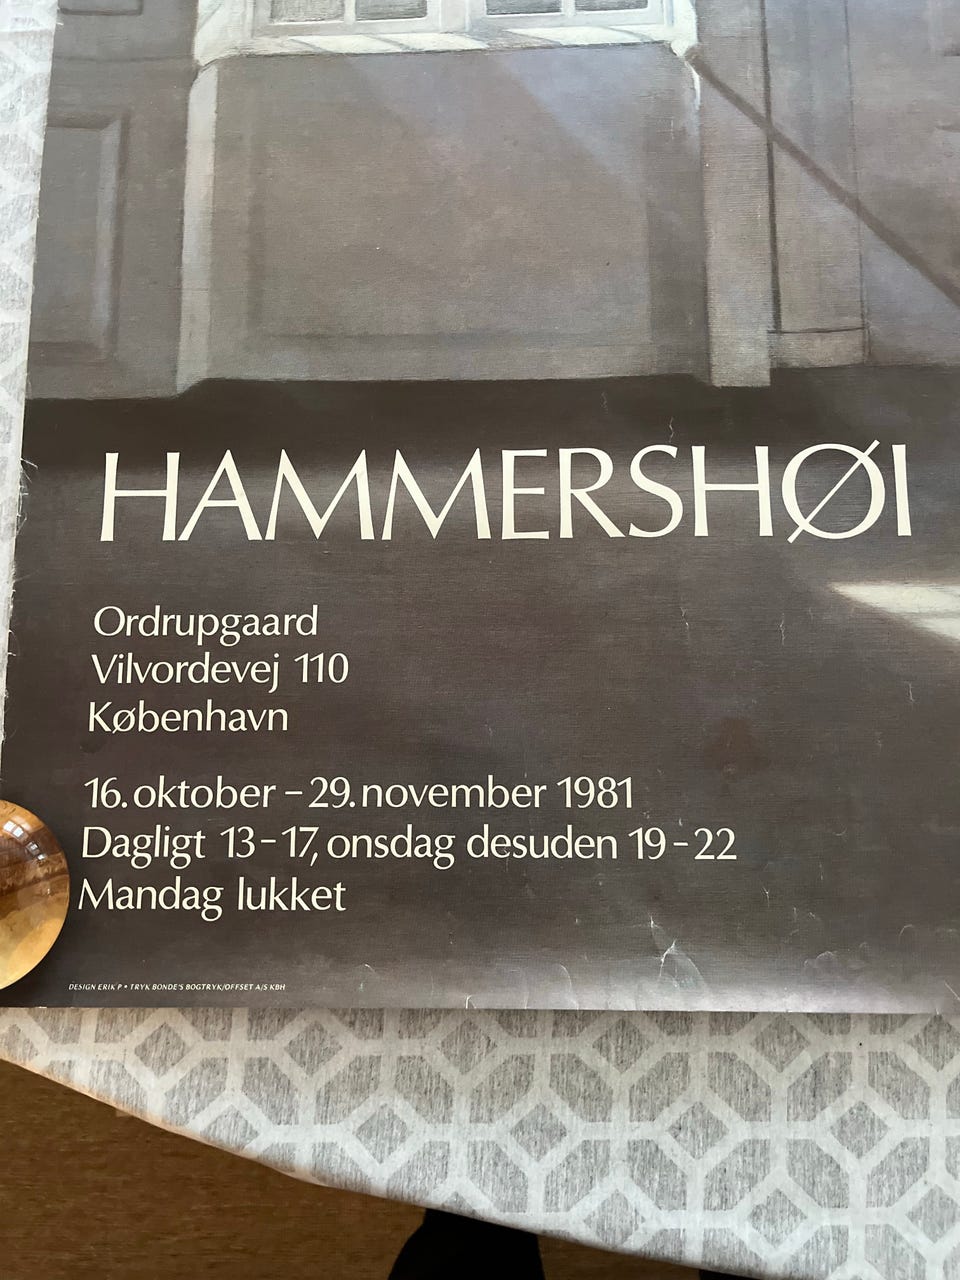 HAMMERSHØI
Ordrupgaard
Vilvordevej 110
København
16. oktober – 29. november 1981
Dagligt 13–17, onsdag desuden 19–22
Mandag lukket
DESIGN ERIK P • TRYK BONDE'S BOGTRYK/OFFSET A/S KBH